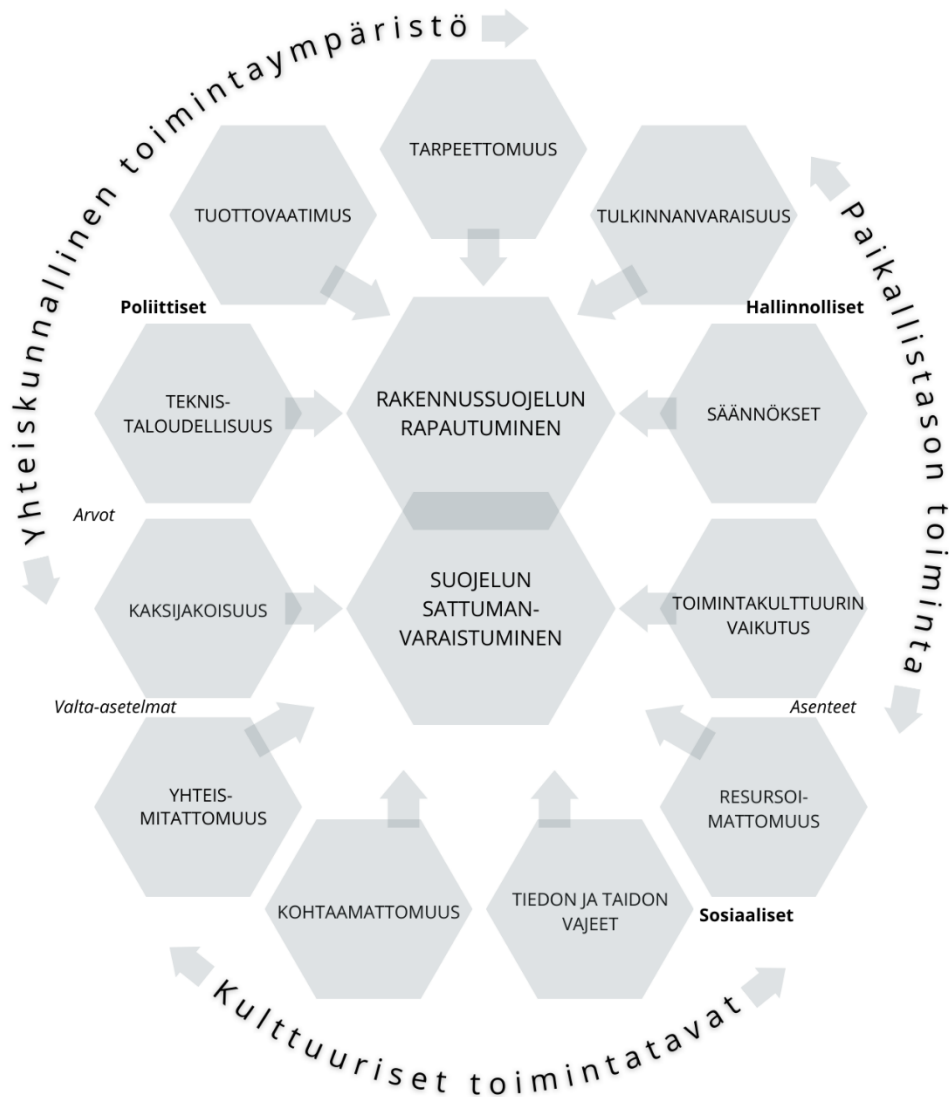 Yhteiskunnallinen toimintaympäristö
TARPEETTOMUUS
TUOTTOVAATIMUS
TULKINNANVARAISUUS
Paikallistason toiminta
Poliittiset
Hallinnolliset
TEKNIS-
TALOUDELLISUUS
RAKENNUSSUOJELUN
RAPAUTUMINEN
SÄÄNNÖKSET
Arvot
KAKSIJAKOISUUS
SUOJELUN
SATTUMAN-
VARAISTUMINEN
TOIMINTAKULTTUURIN
VAIKUTUS
Valta-asetelmat
Asenteet
YHTEIS-
MITATTOMUUS
RESURSOI-
MATTOMUUS
KOHTAAMATTOMUUS
TIEDON JA TAIDON
VAJEET
Sosiaaliset
Kulttuuriset toimintatavat